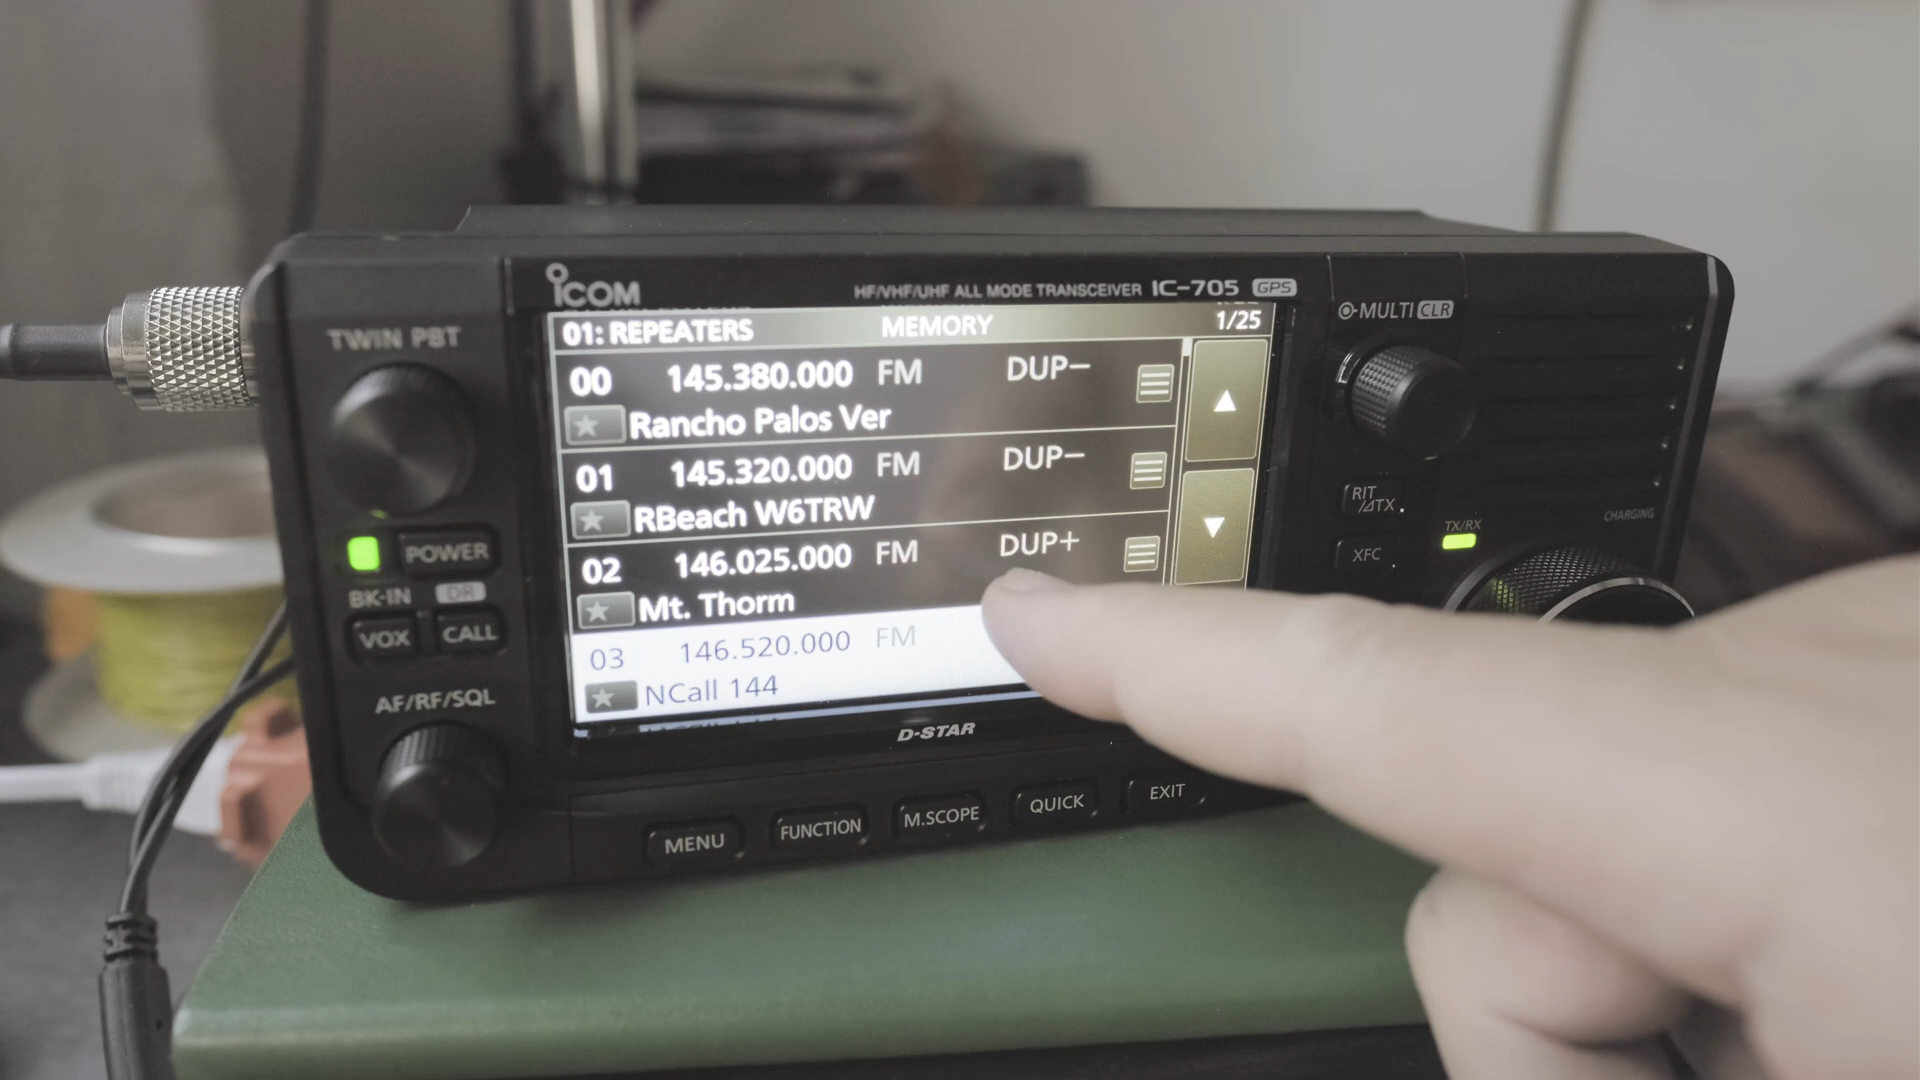 ICOM
HF/VHF/UHF ALL MODE TRANSCEIVER IC-705 GPS
TWIN PBT
MULTI CLR
01: REPEATERS MEMORY 1/25
00 145.380.000 FM DUP−
Rancho Palos Ver
01 145.320.000 FM DUP−
RBeach W6TRW
02 146.025.000 FM DUP+
Mt. Thorm
03 146.520.000 FM
NCall 144
POWER
BK-IN DR
VOX CALL
AF/RF/SQL
RIT
/⊿TX
XFC
TX/RX
CHARGING
D-STAR
MENU FUNCTION M.SCOPE QUICK EXIT